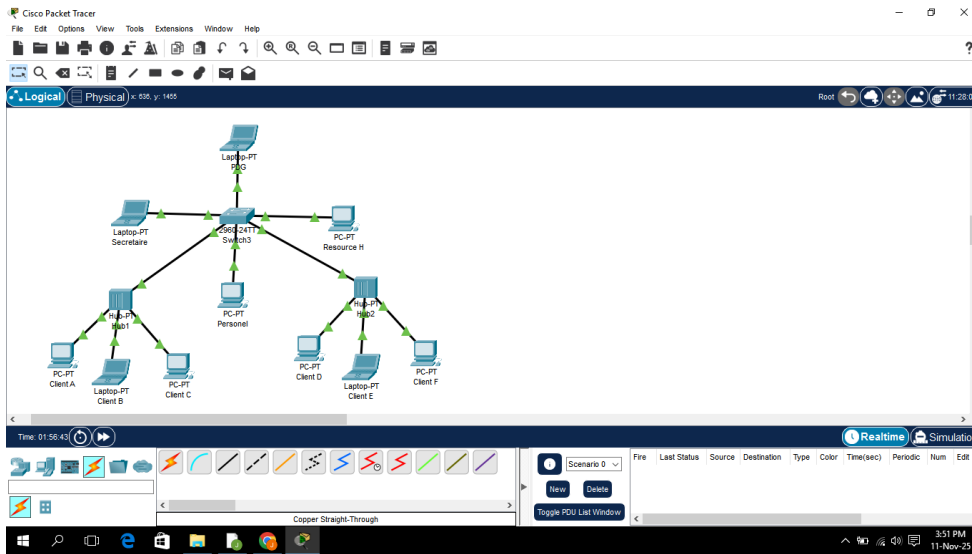 Cisco Packet Tracer
File Edit Options View Tools Extensions Window Help
Logical Physical x: 636, y: 1455 Root 11:28:0
Laptop-PT
PDG
Laptop-PT
Secretaire
2960-24TT
Switch3
PC-PT
Resource H
Hub-PT
Hub1
PC-PT
Personel
Hub-PT
Hub2
PC-PT
Client A
Laptop-PT
Client B
PC-PT
Client C
PC-PT
Client D
Laptop-PT
Client E
PC-PT
Client F
Time: 01:56:43 Realtime Simulatio
Scenario 0
New Delete
Toggle PDU List Window
Fire Last Status Source Destination Type Color Time(sec) Periodic Num Edit
Copper Straight-Through
3:51 PM
11-Nov-25